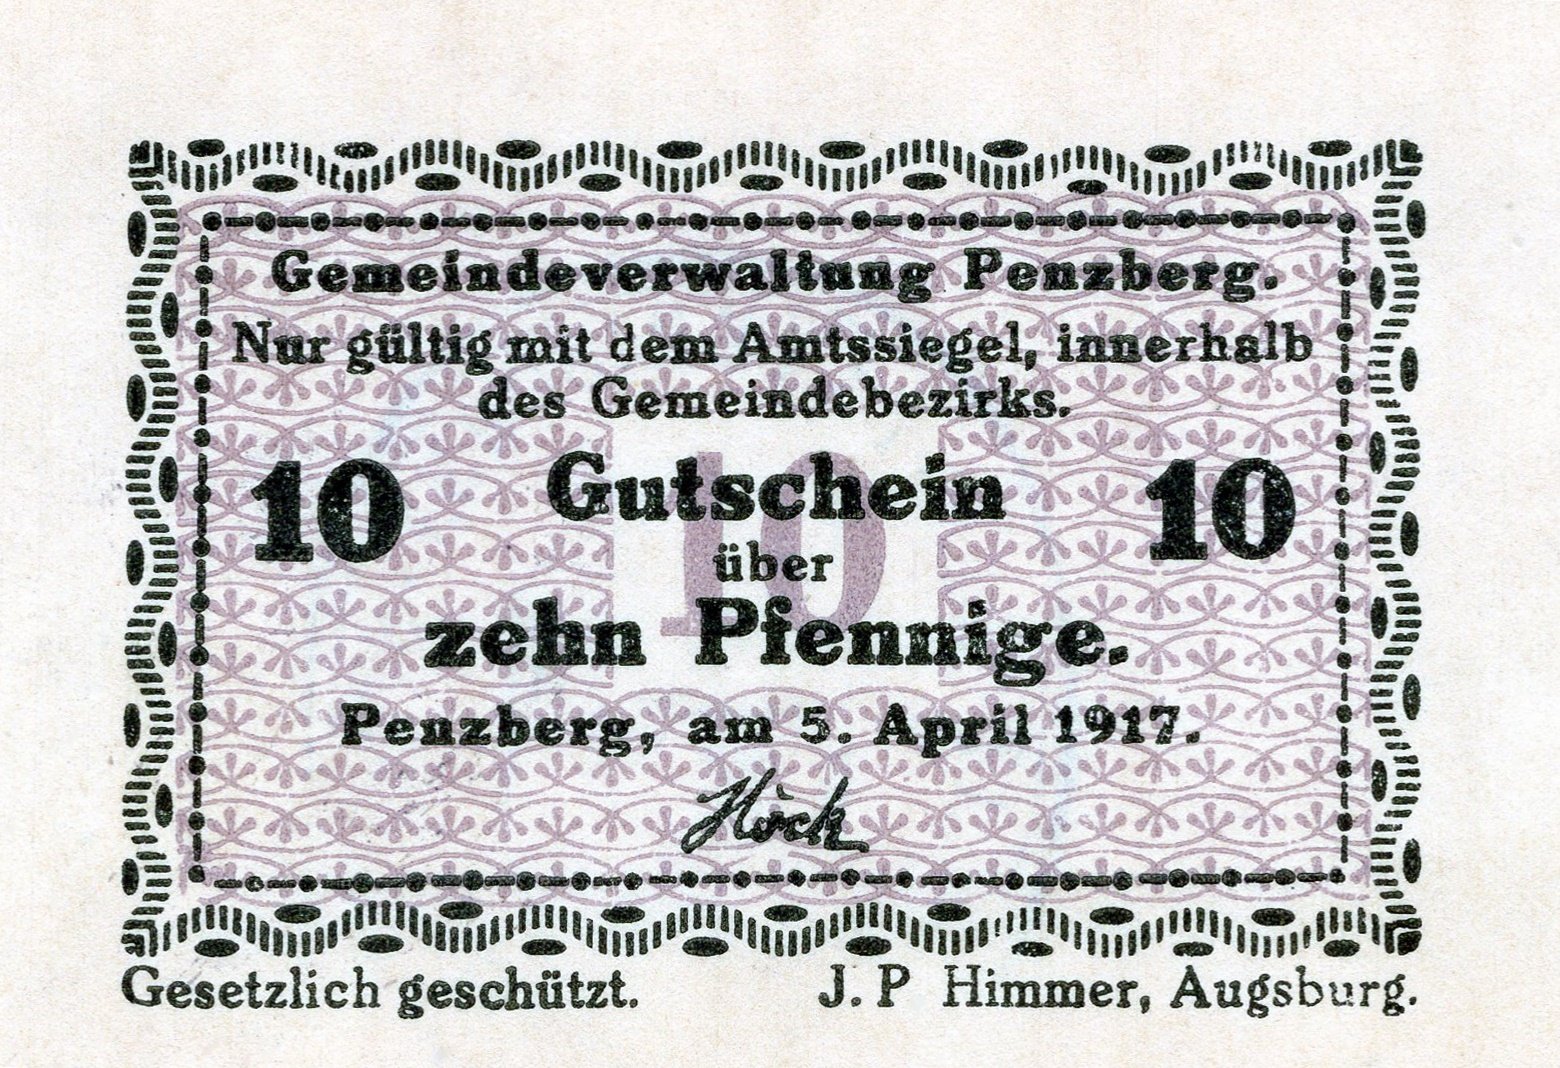 Gemeindeverwaltung Penzberg.
Nur gültig mit dem Amtssiegel, innerhalb
des Gemeindebezirks.
10 Gutschein 10
10
über
zehn Pfennige.
Penzberg, am 5. April 1917.
Höck
Gesetzlich geschützt. J. P Himmer, Augsburg.